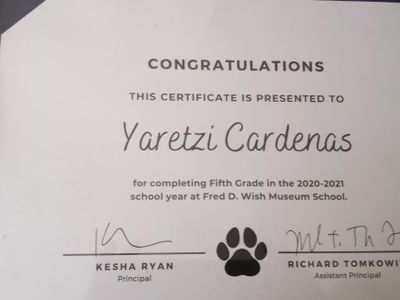 CONGRATULATIONS
THIS CERTIFICATE IS PRESENTED TO
Yaretzi Cardenas
for completing Fifth Grade in the 2020-2021
school year at Fred D. Wish Museum School.
KESHA RYAN
Principal
RICHARD
Assistant Principal